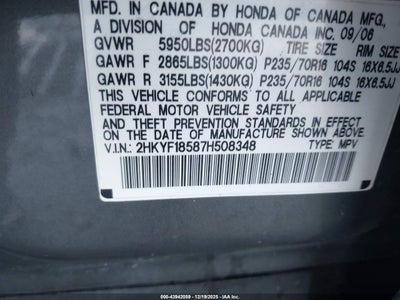 MFD. IN CANADA BY HONDA OF CANADA MFG.,
A DIVISION OF HONDA CANADA INC. 09/06
GVWR 5950LBS(2700KG) TIRE SIZE RIM SIZE
GAWR F 2865LBS(1300KG) P235/70R16 104S 16X6.5JJ
GAWR R 3155LBS(1430KG) P235/70R16 104S 16X6.5JJ
THIS VEHICLE CONFORMS TO ALL APPLICABLE
FEDERAL MOTOR VEHICLE SAFETY
AND THEFT PREVENTION STANDARDS IN EFFECT
ON THE DATE OF MANUFACTURE SHOWN ABOVE.
V.I.N.: 2HKYF18587H508348 TYPE: MPV
000-43942059 - 12/19/2025 - IAA, Inc.